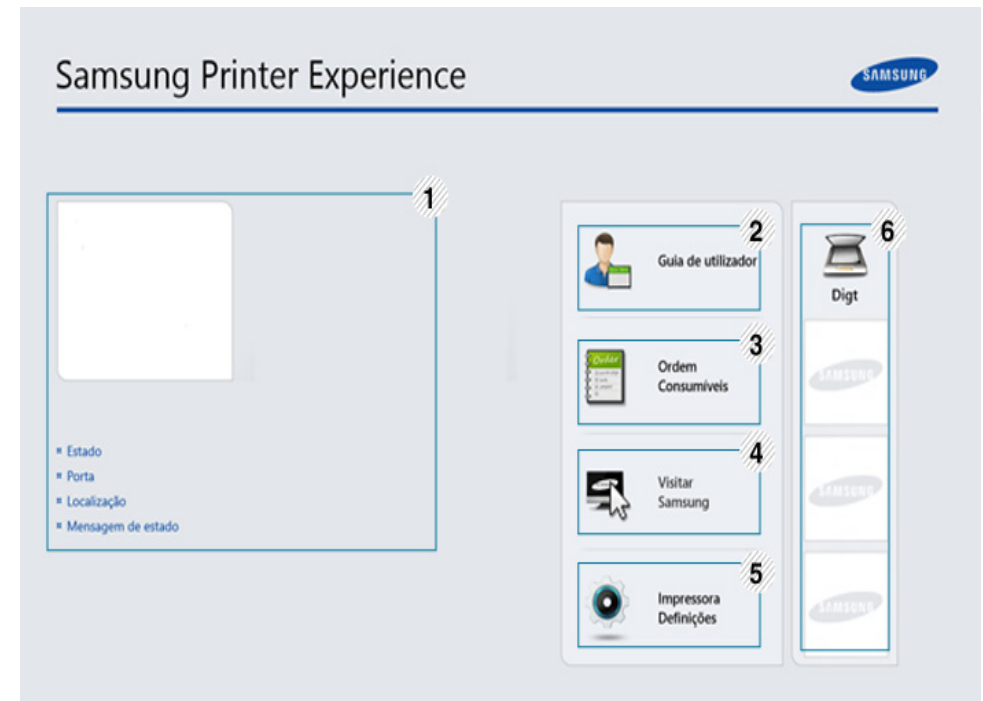 Samsung Printer Experience
SAMSUNG
1
Estado
Porta
Localização
Mensagem de estado
2
Guia de utilizador
3
Order
Ordem
Consumíveis
4
Visitar
Samsung
5
Impressora
Definições
6
Digt
SAMSUNG
SAMSUNG
SAMSUNG